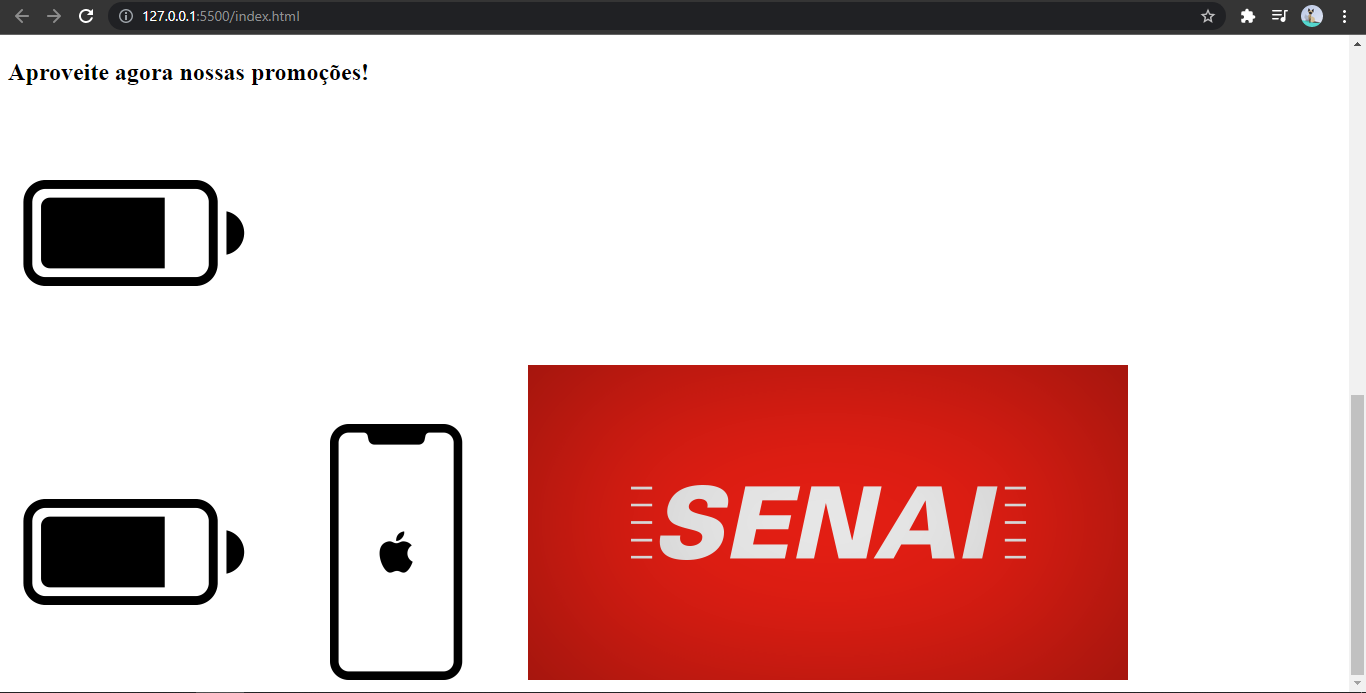 127.0.0.1:5500/index.html
Aproveite agora nossas promoções!
SENAI